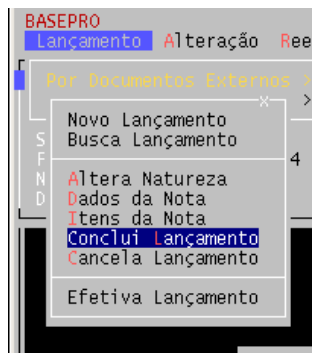 BASEPRO
Lançamento Alteração Ree
Por Documentos Externos >
x
>
Novo Lançamento
S Busca Lançamento
F 4
N Altera Natureza
D Dados da Nota
Itens da Nota
Conclui Lançamento
Cancela Lançamento
Efetiva Lançamento